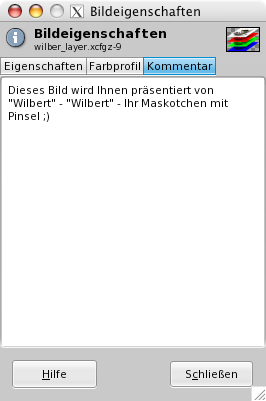 Bildeigenschaften
Bildeigenschaften
wilber_layer.xcfgz-9
Eigenschaften Farbprofil Kommentar
Dieses Bild wird Ihnen präsentiert von
"Wilbert" - "Wilbert" - Ihr Maskotchen mit
Pinsel ;)
Hilfe Schließen